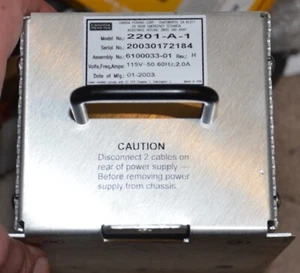 Model No.: 2201-A-1
Serial No.: 20030172184
Assembly No.: 6100033-01 Rev.: H
Volts,Freq,Amps: 115V-50-60Hz,2.0A
Date of Mfg.: 01-2003
CAUTION
Disconnect 2 cables on
rear of power supply —
Before removing power
supply from chassis.